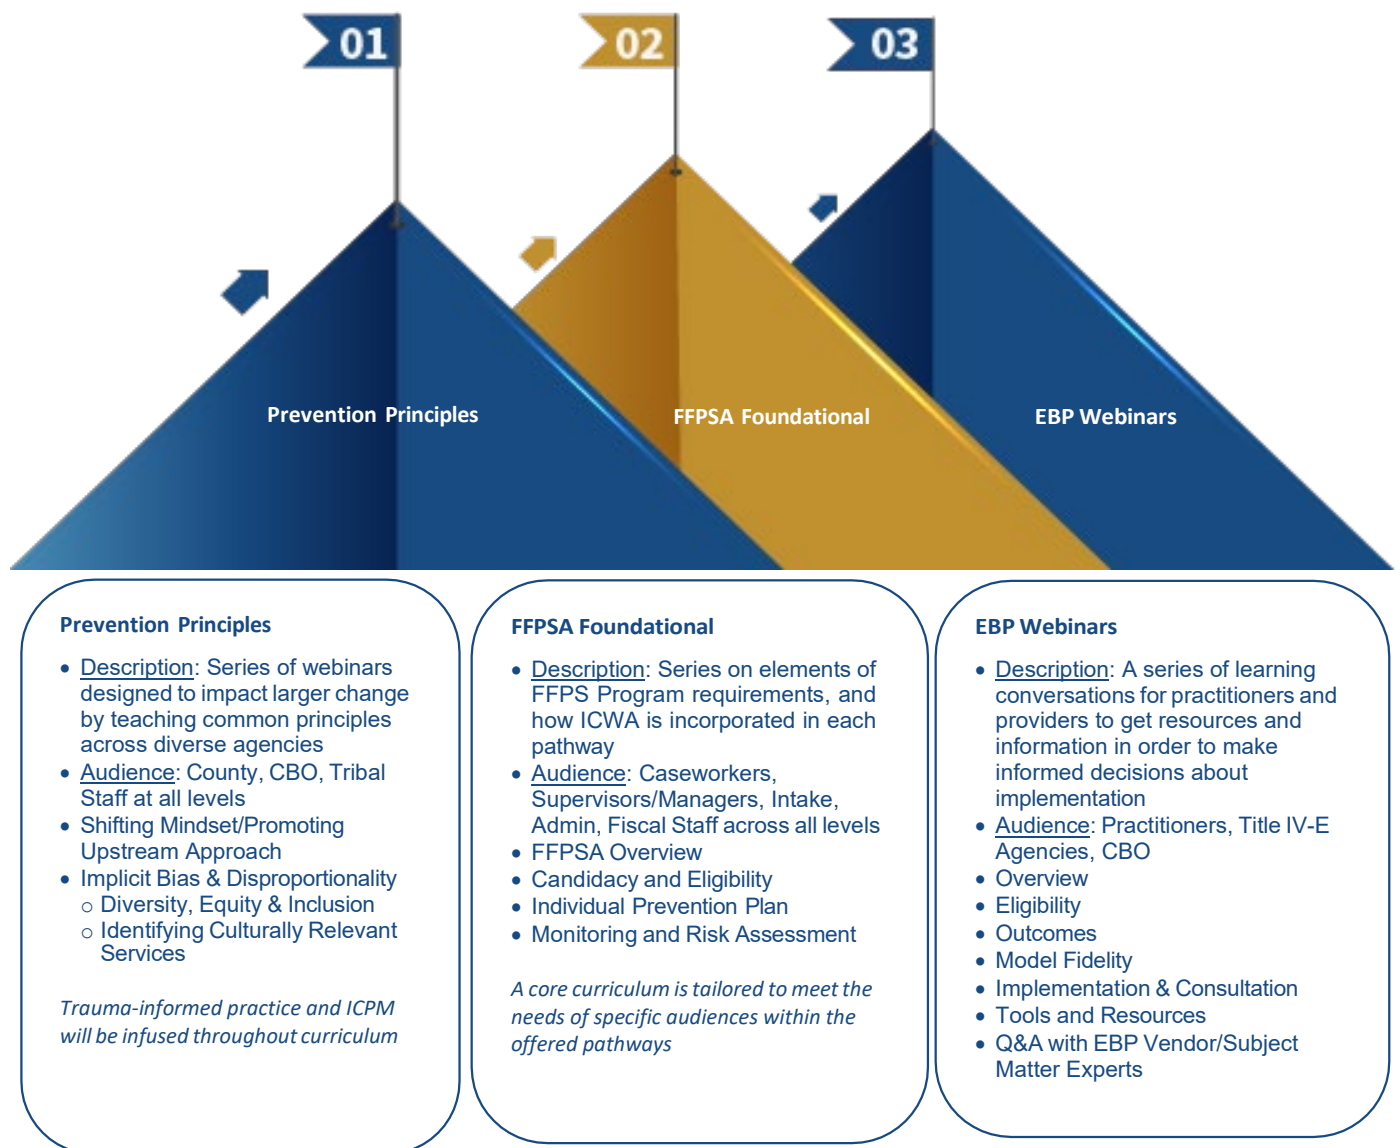 01
02
03
Prevention Principles
FFPSA Foundational
EBP Webinars
Prevention Principles
• Description: Series of webinars
designed to impact larger change
by teaching common principles
across diverse agencies
• Audience: County, CBO, Tribal
Staff at all levels
• Shifting Mindset/Promoting
Upstream Approach
• Implicit Bias & Disproportionality
o Diversity, Equity & Inclusion
o Identifying Culturally Relevant
Services
Trauma-informed practice and ICPM
will be infused throughout curriculum
FFPSA Foundational
• Description: Series on elements of
FFPS Program requirements, and
how ICWA is incorporated in each
pathway
• Audience: Caseworkers,
Supervisors/Managers, Intake,
Admin, Fiscal Staff across all levels
• FFPSA Overview
• Candidacy and Eligibility
• Individual Prevention Plan
• Monitoring and Risk Assessment
A core curriculum is tailored to meet the
needs of specific audiences within the
offered pathways
EBP Webinars
• Description: A series of learning
conversations for practitioners and
providers to get resources and
information in order to make
informed decisions about
implementation
• Audience: Practitioners, Title IV-E
Agencies, CBO
• Overview
• Eligibility
• Outcomes
• Model Fidelity
• Implementation & Consultation
• Tools and Resources
• Q&A with EBP Vendor/Subject
Matter Experts